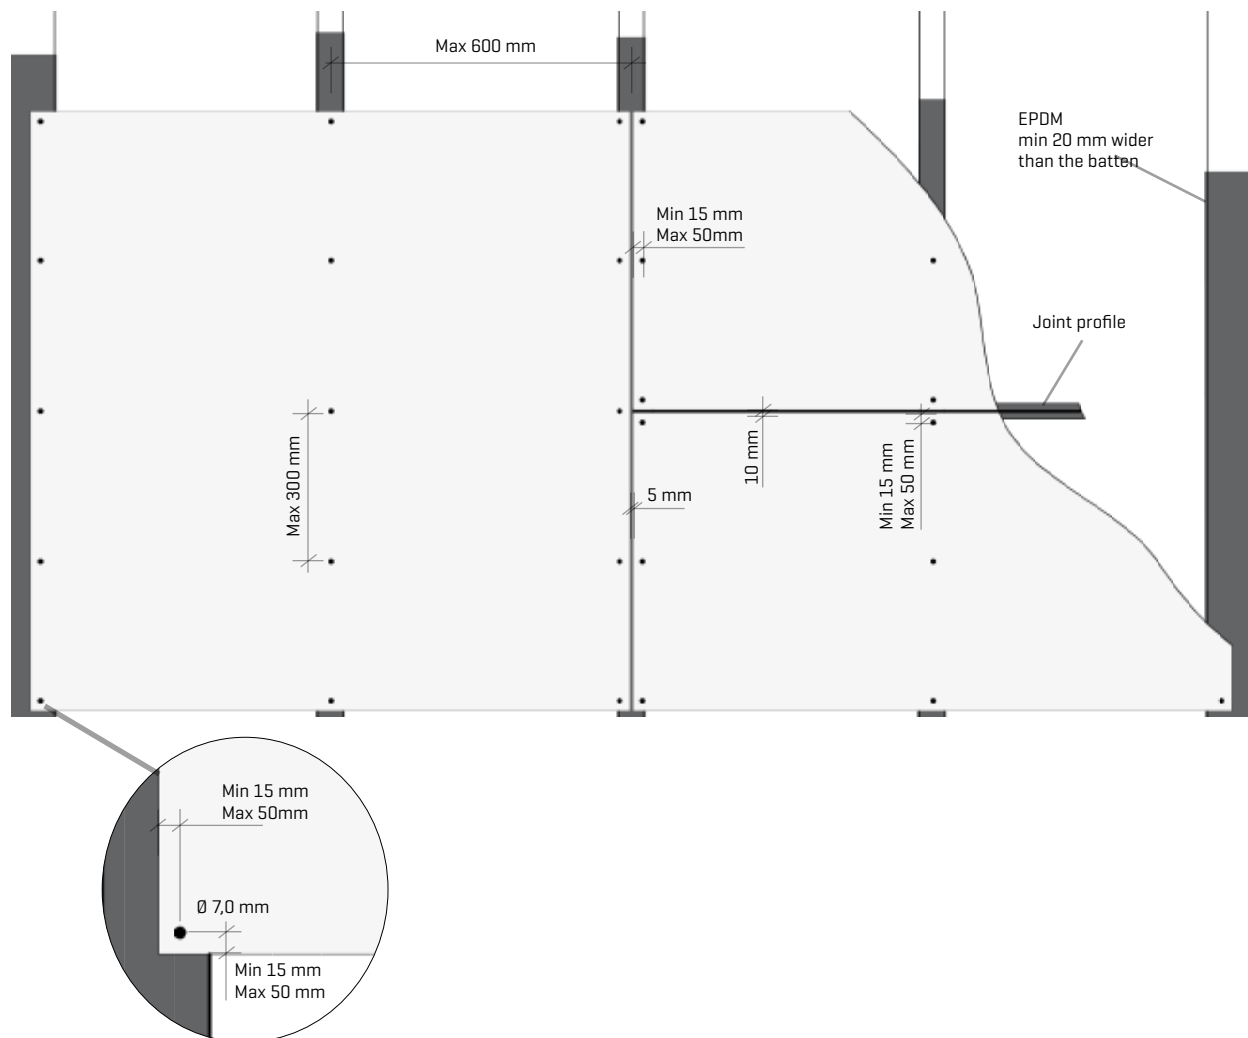 Max 600 mm
EPDM
min 20 mm wider
than the batten
Min 15 mm
Max 50mm
Joint profile
Max 300 mm
10 mm
Min 15 mm
Max 50 mm
5 mm
Min 15 mm
Max 50mm
Ø 7,0 mm
Min 15 mm
Max 50 mm